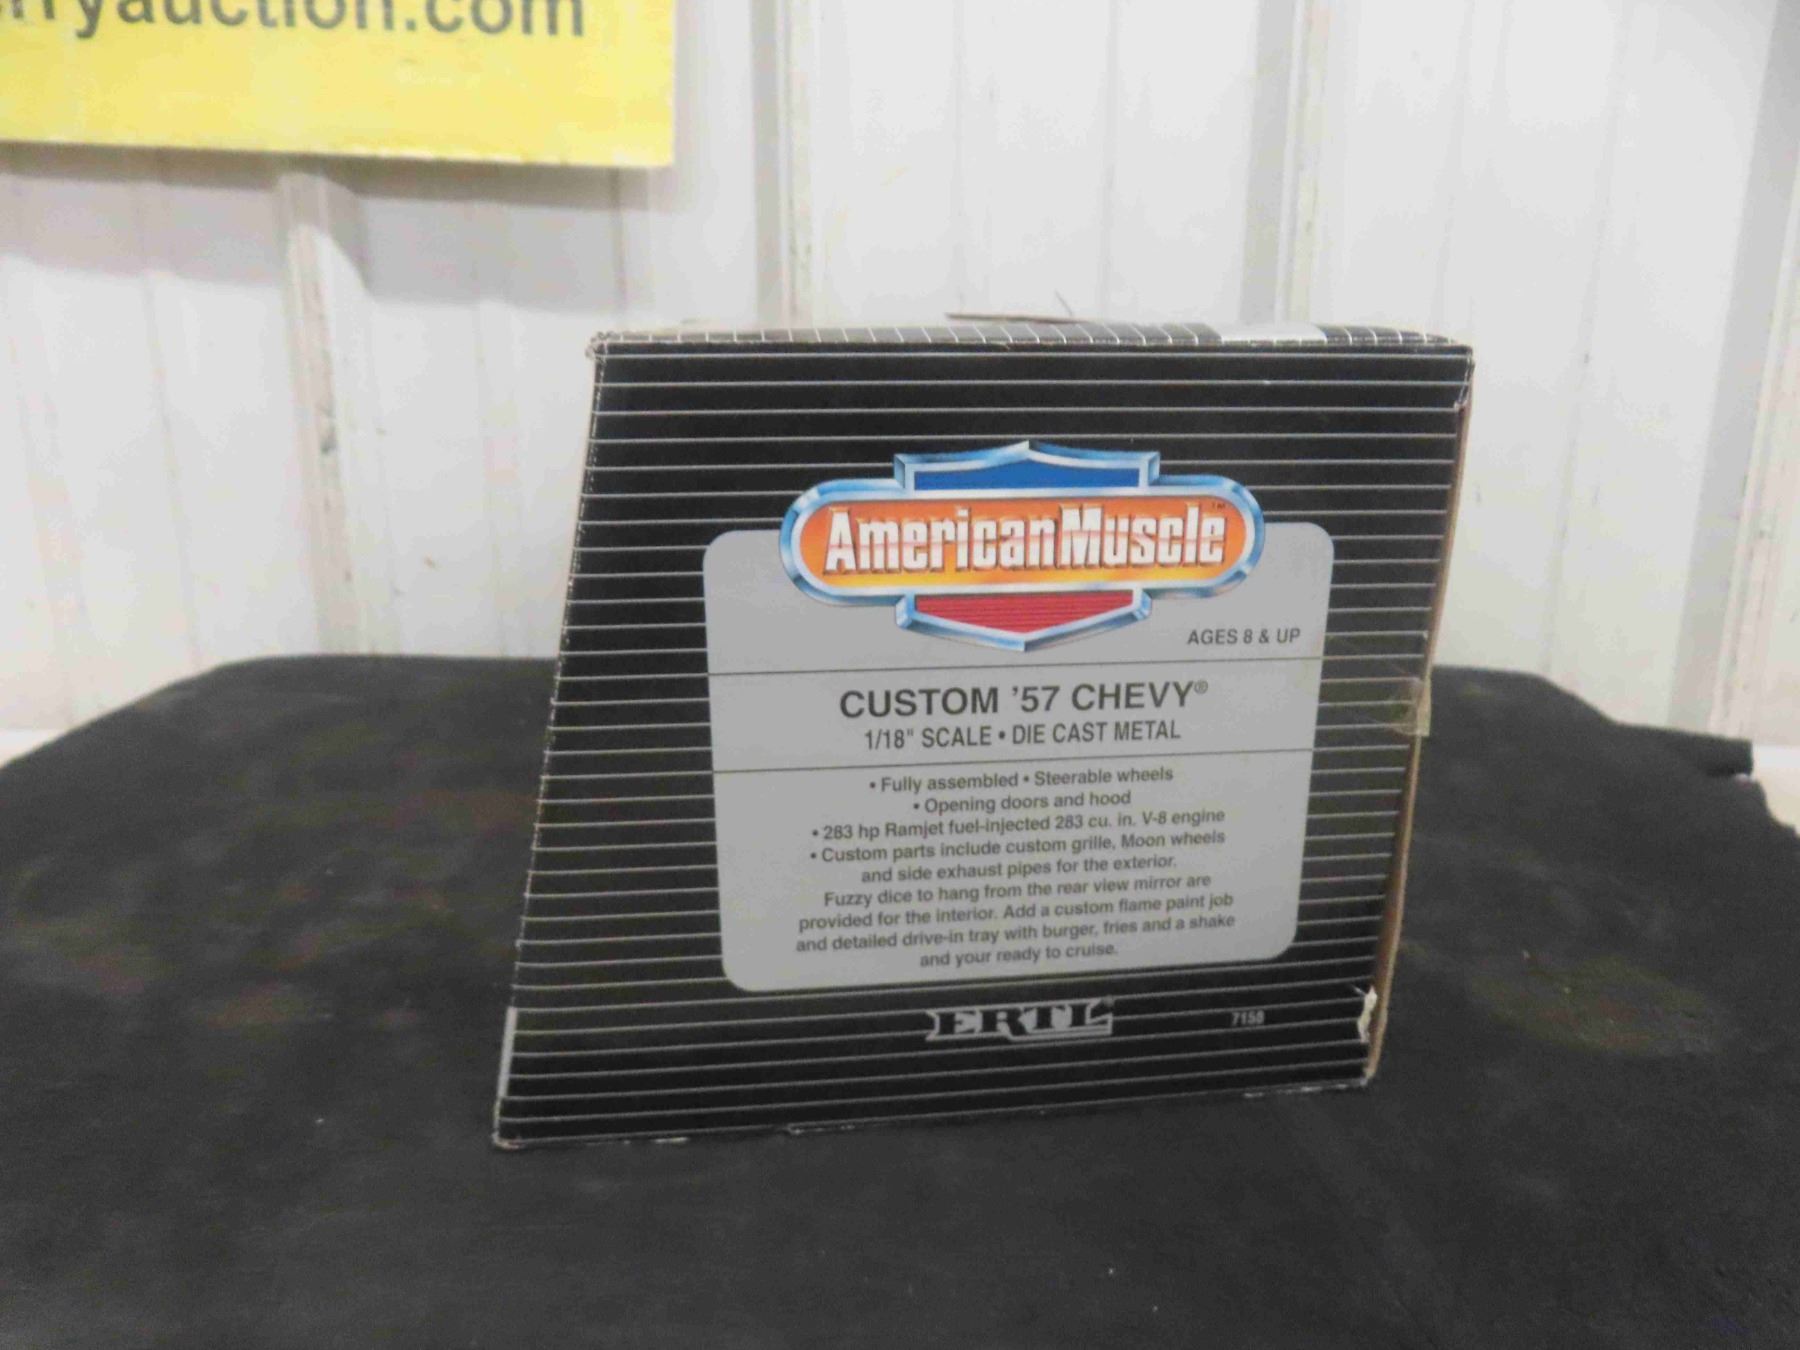 auction.com
AmericanMuscle™
AGES 8 & UP
CUSTOM '57 CHEVY®
1/18" SCALE • DIE CAST METAL
• Fully assembled • Steerable wheels
• Opening doors and hood
• 283 hp Ramjet fuel-injected 283 cu. in. V-8 engine
• Custom parts include custom grille, Moon wheels
and side exhaust pipes for the exterior.
Fuzzy dice to hang from the rear view mirror are
provided for the interior. Add a custom flame paint job
and detailed drive-in tray with burger, fries and a shake
and your ready to cruise.
ERTL
7159